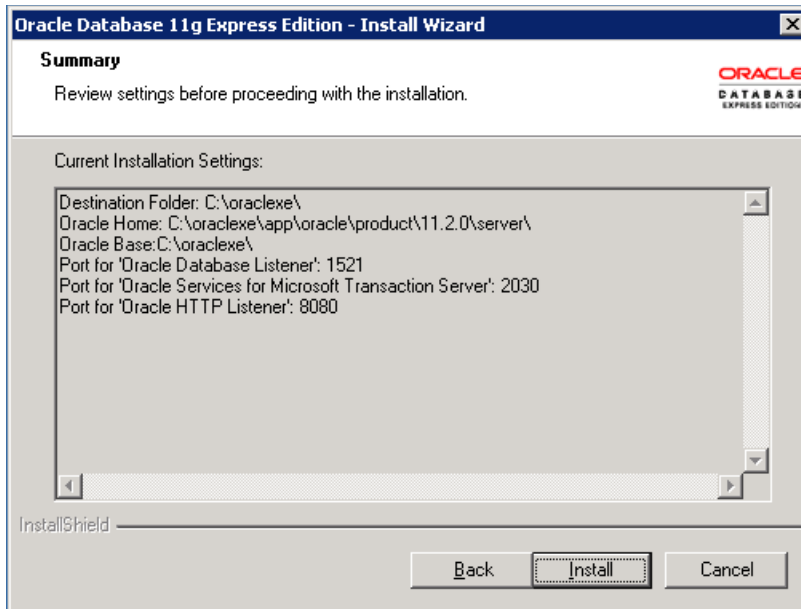 Oracle Database 11g Express Edition - Install Wizard
Summary
Review settings before proceeding with the installation.
ORACLE
DATABASE
EXPRESS EDITION
Current Installation Settings:
Destination Folder: C:\oraclexe\
Oracle Home: C:\oraclexe\app\oracle\product\11.2.0\server\
Oracle Base:C:\oraclexe\
Port for 'Oracle Database Listener': 1521
Port for 'Oracle Services for Microsoft Transaction Server': 2030
Port for 'Oracle HTTP Listener': 8080
InstallShield
Back
Install
Cancel